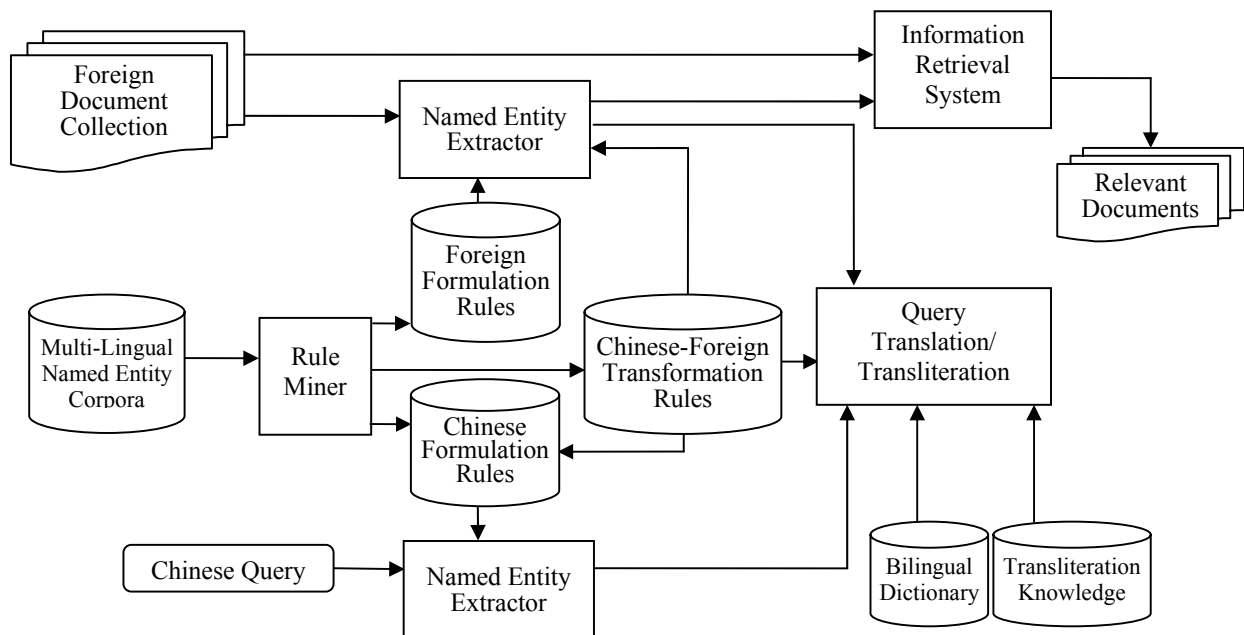 Foreign
Document
Collection
Information
Retrieval
System
Named Entity
Extractor
Relevant
Documents
Foreign
Formulation
Rules
Multi-Lingual
Named Entity
Corpora
Rule
Miner
Chinese-Foreign
Transformation
Rules
Query
Translation/
Transliteration
Chinese
Formulation
Rules
Chinese Query
Named Entity
Extractor
Bilingual
Dictionary
Transliteration
Knowledge